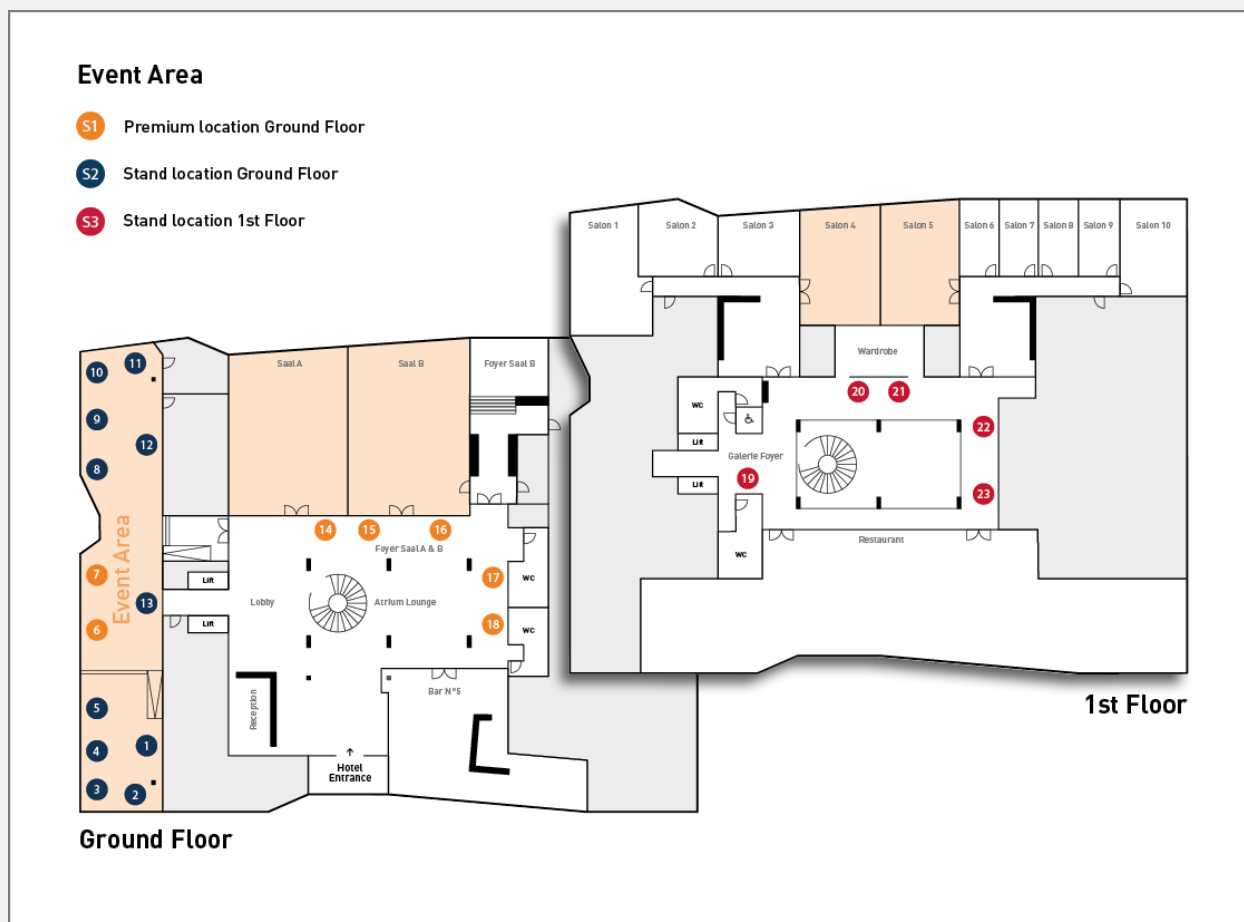 Event Area
S1 Premium location Ground Floor
S2 Stand location Ground Floor
S3 Stand location 1st Floor
Salon 1
Salon 2
Salon 3
Salon 4
Salon 5
Salon 6
Salon 7
Salon 8
Salon 9
Salon 10
Wardrobe
20
21
WC
Lift
22
Galerie Foyer
19
Lift
23
WC
Restaurant
1st Floor
11
10
9
12
8
Event Area
7
13
6
5
4
1
3
2
Saal A
Saal B
Foyer Saal B
14
15
16
Foyer Saal A & B
17
WC
Lift
Lobby
Atrium Lounge
Lift
18
WC
Reception
Bar N°5
Hotel
Entrance
Ground Floor